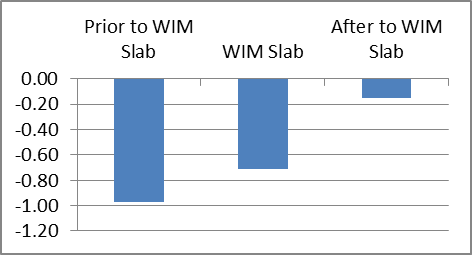 Prior to WIM
Slab
WIM Slab
After to WIM
Slab
0.00
-0.20
-0.40
-0.60
-0.80
-1.00
-1.20